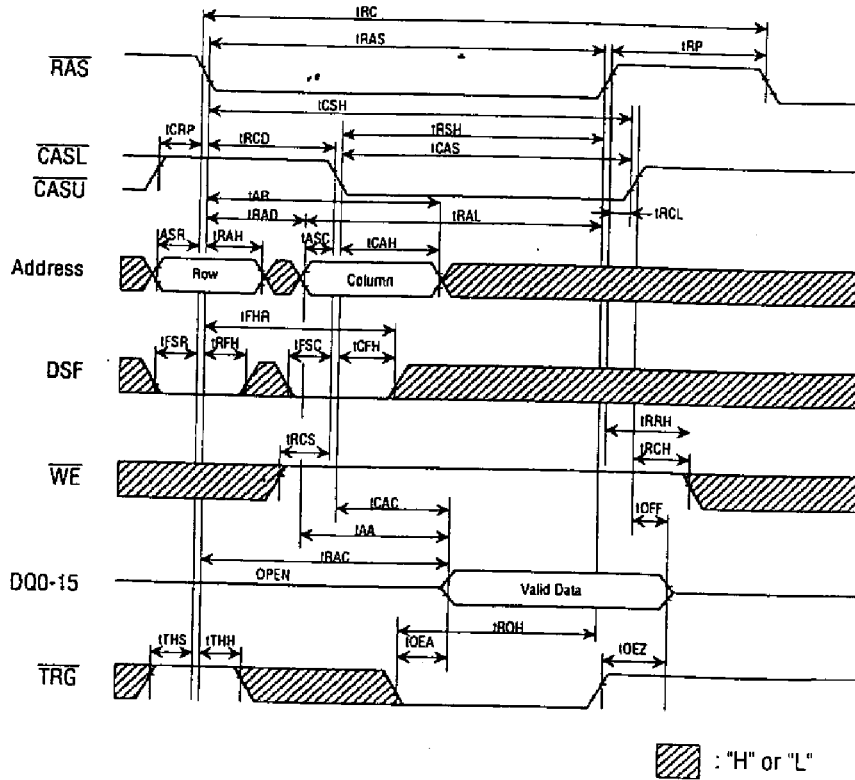 tRC
tRAS
tRP
RAS
tCSH
tCRP
tRCD
tRSH
CASL
tCAS
CASU
tAR
tRAD
tRAL
tRCL
tASR
tRAH
tASC
tCAH
Address
Row
Column
tFHR
tFSR
tRFH
tFSC
tCFH
DSF
tRRH
tRCS
tRCH
WE
tCAC
tOFF
tAA
tRAC
OPEN
DQ0-15
Valid Data
tROH
tTHS
tTHH
tOEA
tOEZ
TRG
: "H" or "L"